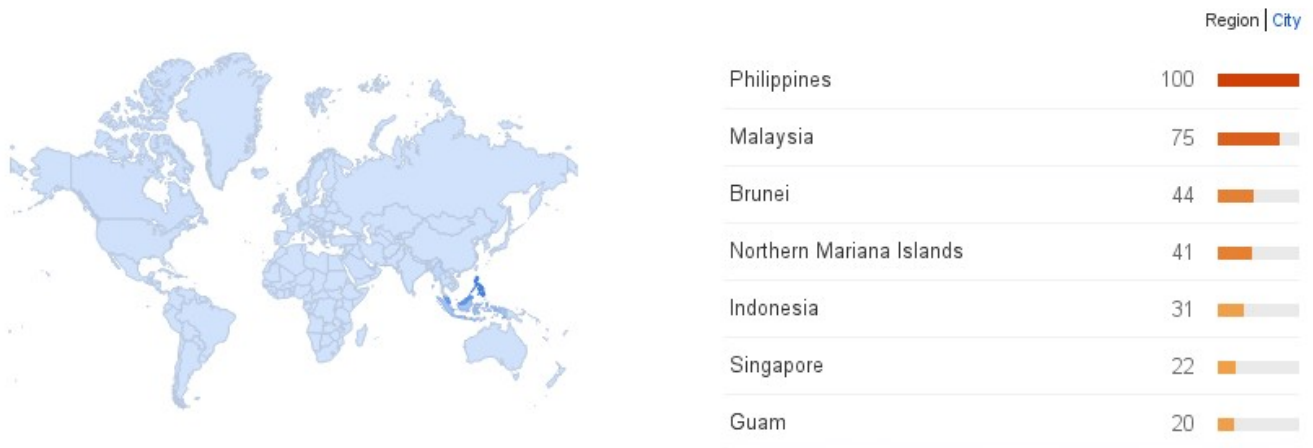 Region | City
Philippines 100
Malaysia 75
Brunei 44
Northern Mariana Islands 41
Indonesia 31
Singapore 22
Guam 20